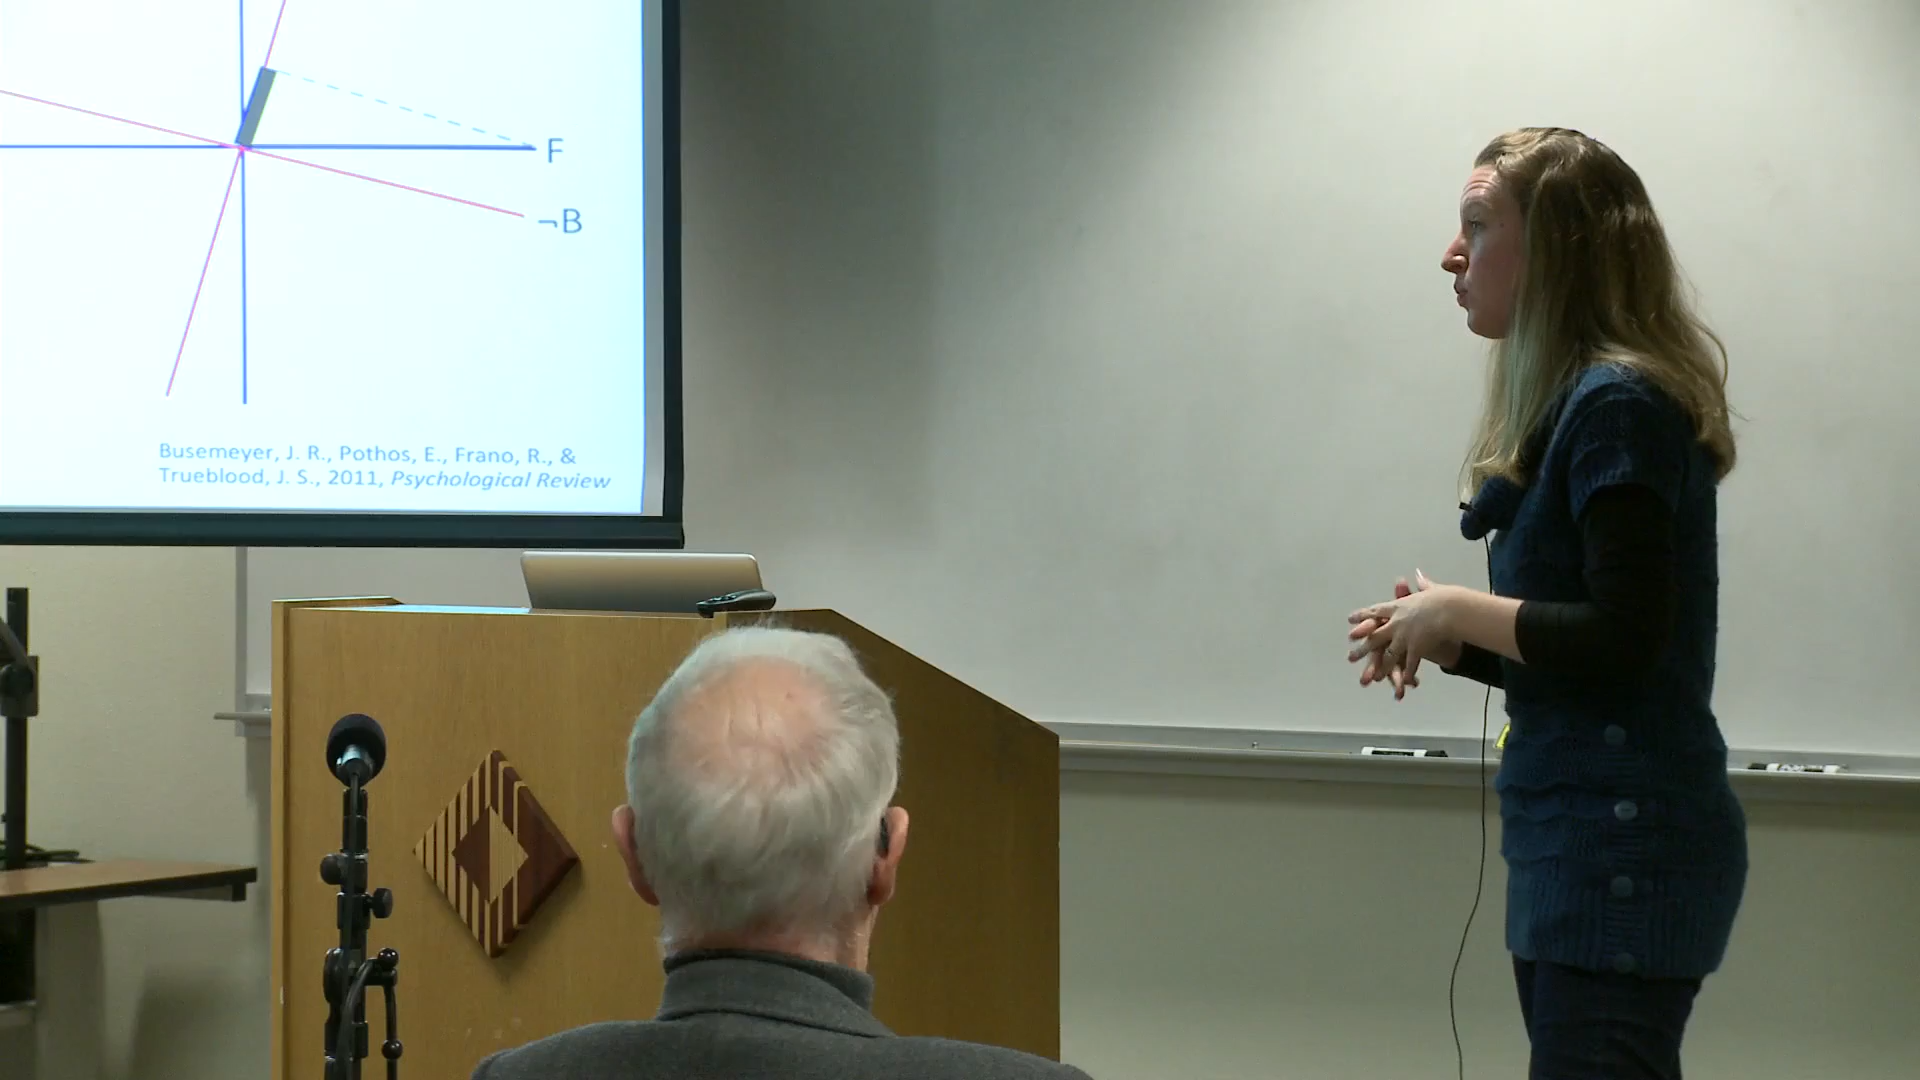 F
¬B
Busemeyer, J. R., Pothos, E., Frano, R., &
Trueblood, J. S., 2011, Psychological Review